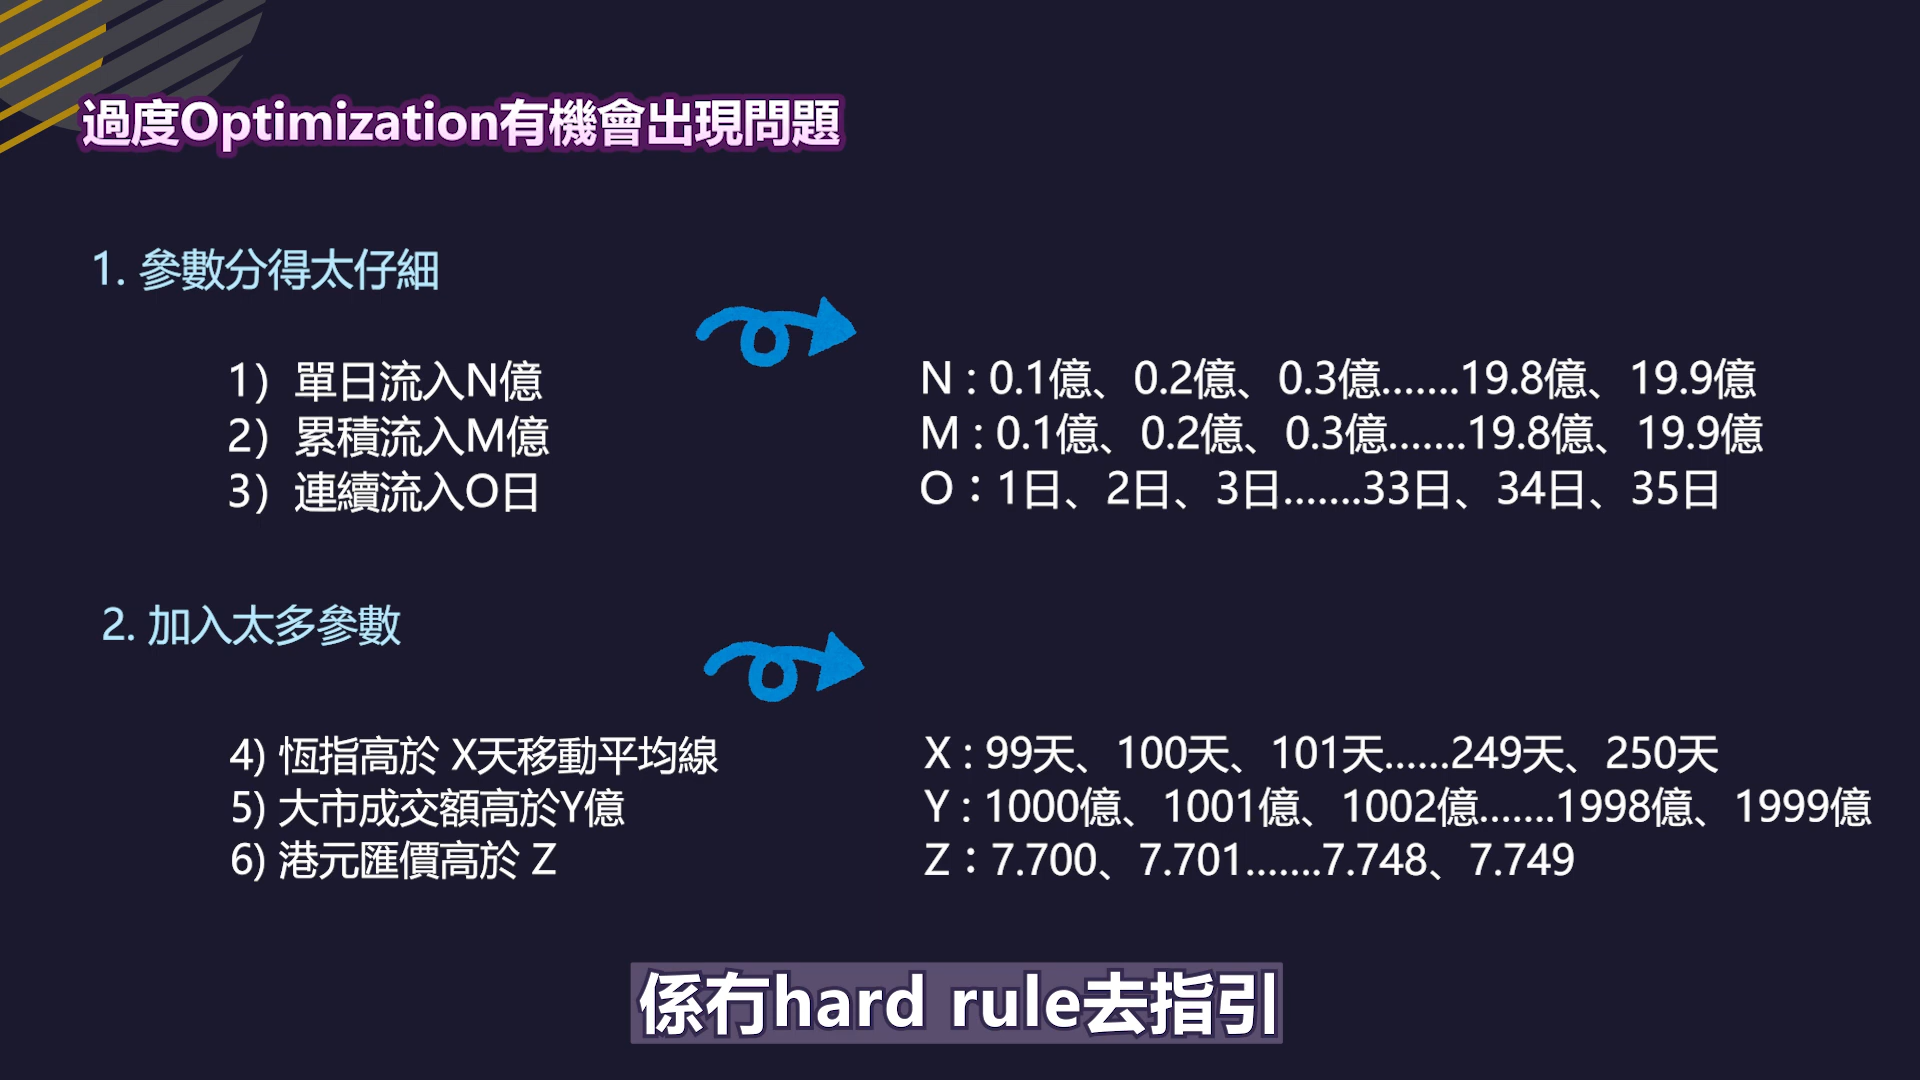 過度Optimization有機會出現問題
1. 參數分得太仔細
1）單日流入N億
2）累積流入M億
3）連續流入O日
N : 0.1億、0.2億、0.3億.......19.8億、19.9億
M : 0.1億、0.2億、0.3億.......19.8億、19.9億
O：1日、2日、3日.......33日、34日、35日
2. 加入太多參數
4) 恆指高於 X天移動平均線
5) 大市成交額高於Y億
6) 港元匯價高於 Z
X : 99天、100天、101天......249天、250天
Y : 1000億、1001億、1002億.......1998億、1999億
Z：7.700、7.701.......7.748、7.749
係冇hard rule去指引